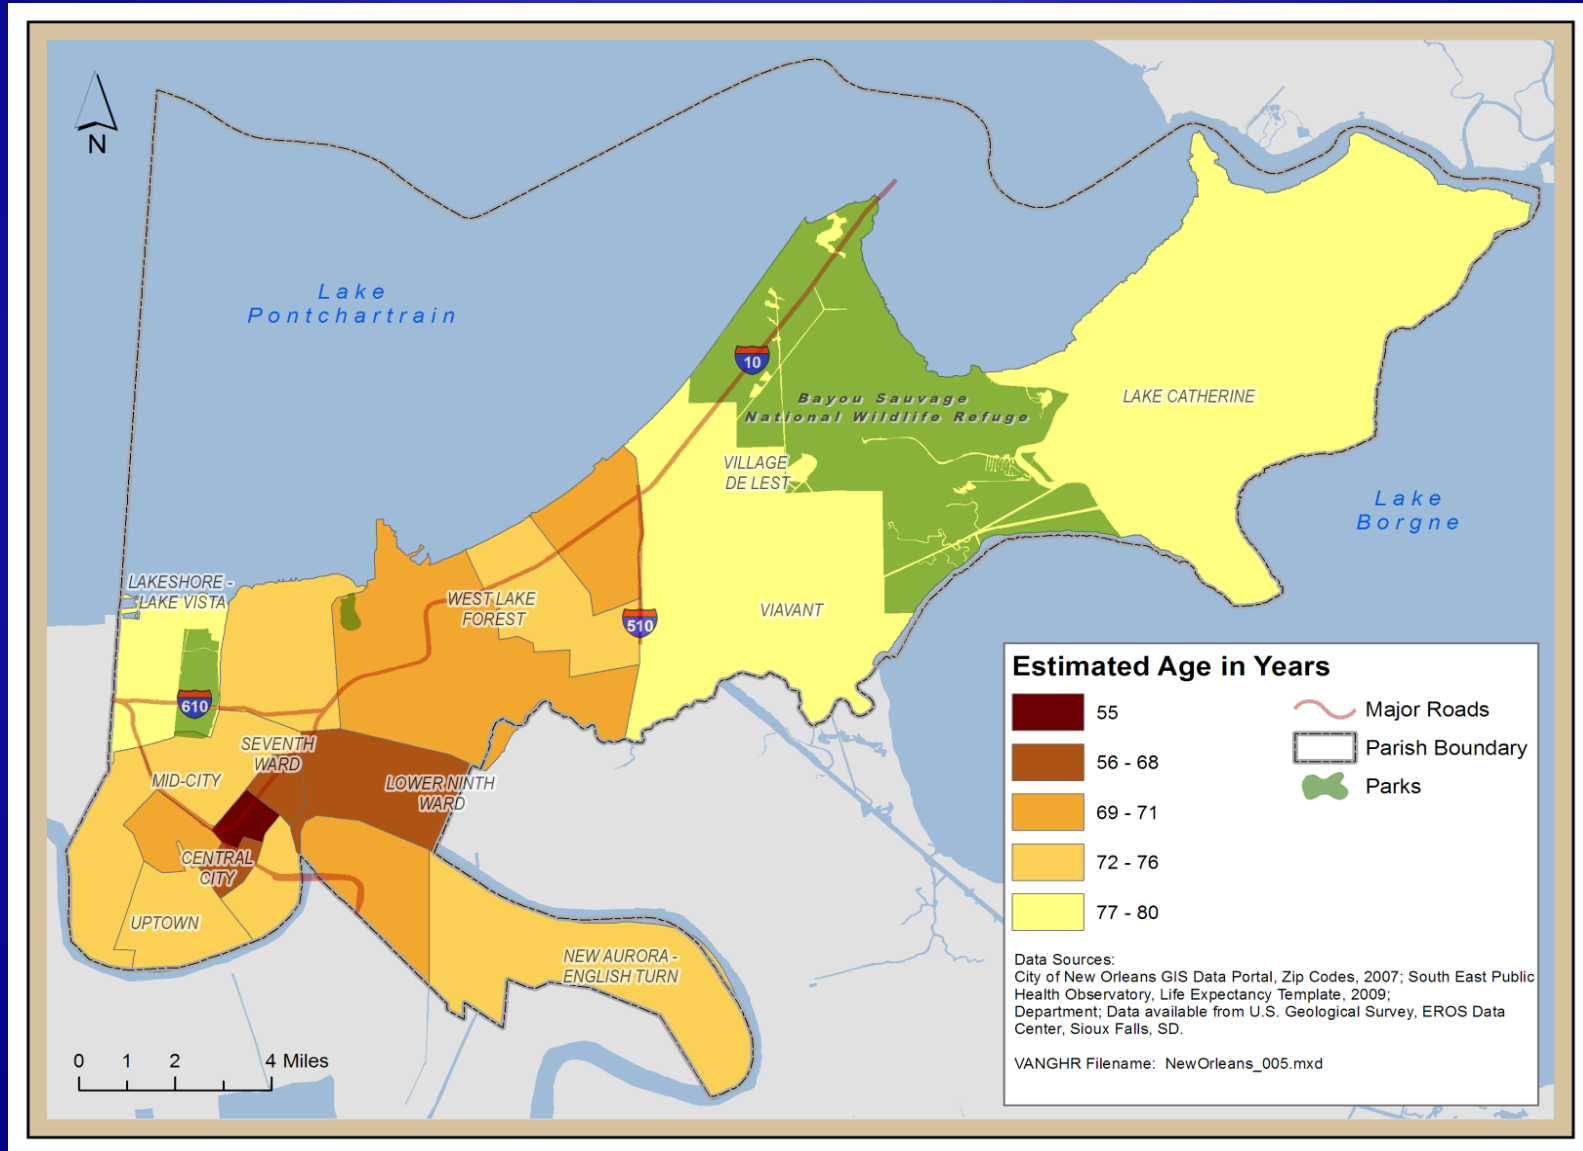 N
Lake
Pontchartrain
10
Bayou Sauvage
National Wildlife Refuge
LAKE CATHERINE
VILLAGE
DE LEST
Lake
Borgne
LAKESHORE -
LAKE VISTA
WEST LAKE
FOREST
VIAVANT
510
610
SEVENTH
WARD
MID-CITY
LOWER NINTH
WARD
CENTRAL
CITY
UPTOWN
NEW AURORA -
ENGLISH TURN
0 1 2 4 Miles
Estimated Age in Years
55
56 - 68
69 - 71
72 - 76
77 - 80
Major Roads
Parish Boundary
Parks
Data Sources:
City of New Orleans GIS Data Portal, Zip Codes, 2007; South East Public
Health Observatory, Life Expectancy Template, 2009;
Department; Data available from U.S. Geological Survey, EROS Data
Center, Sioux Falls, SD.
VANGHR Filename: NewOrleans_005.mxd